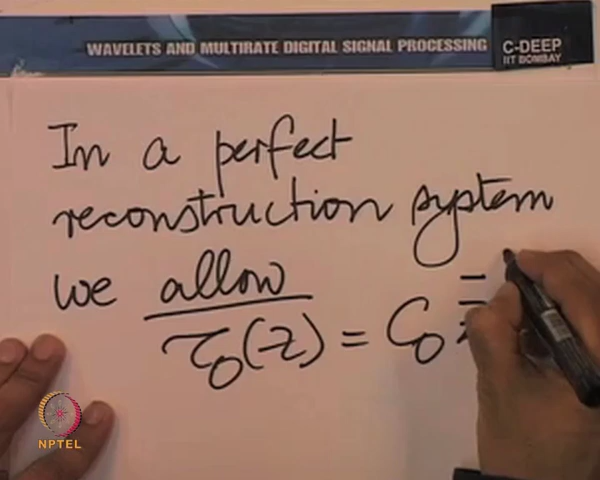 WAVELETS AND MULTIRATE DIGITAL SIGNAL PROCESSING
C-DEEP
IIT BOMBAY
In a perfect
reconstruction system
we allow
τ₀(z) = C₀
NPTEL